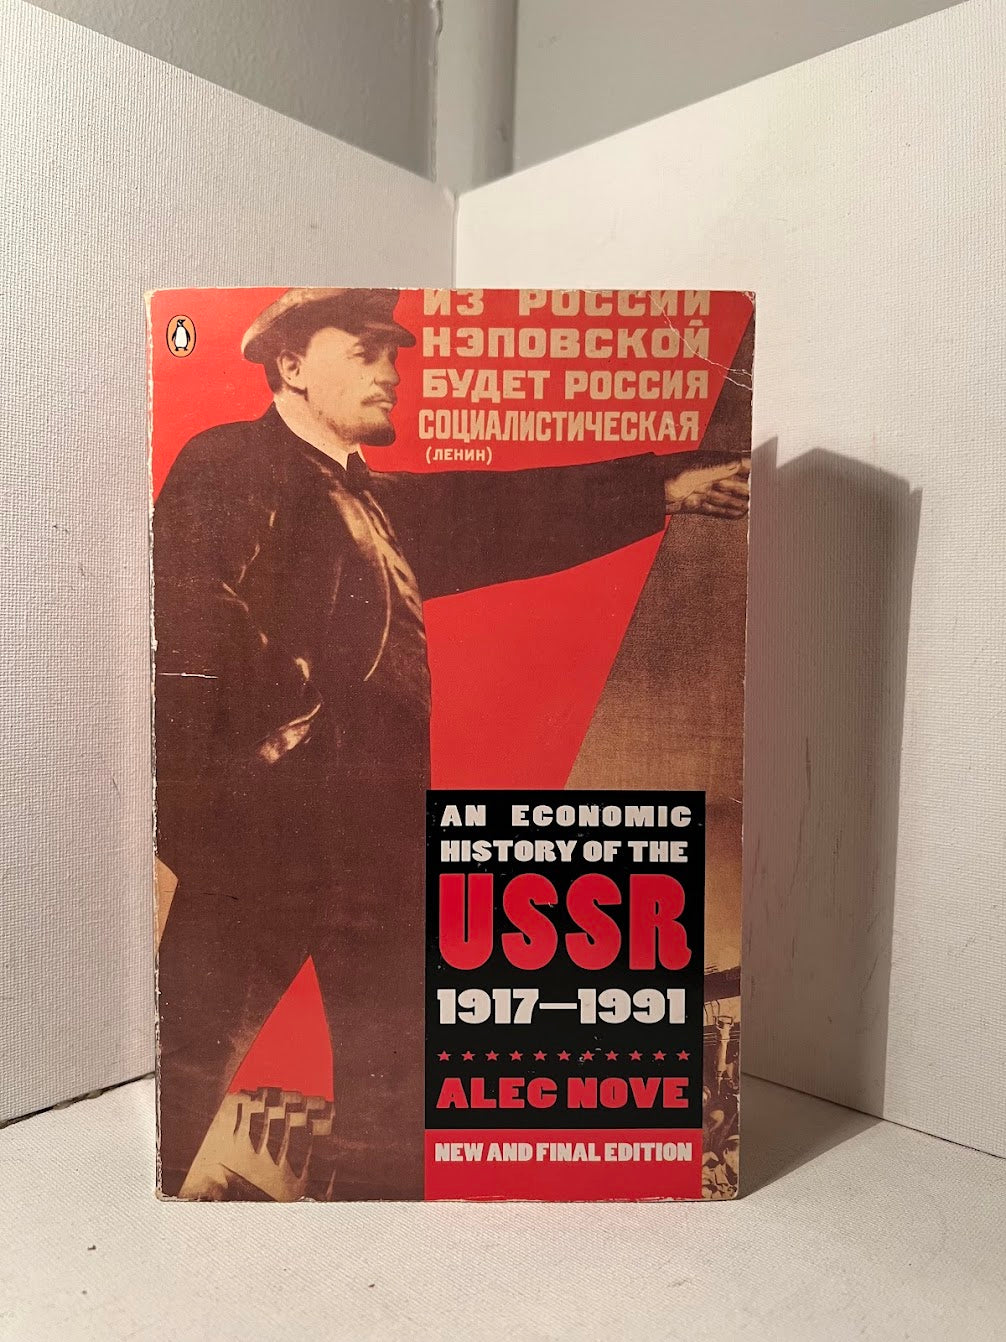 ИЗ РОССИИ
НЭПОВСКОЙ
БУДЕТ РОССИЯ
СОЦИАЛИСТИЧЕСКАЯ
(ЛЕНИН)
AN ECONOMIC
HISTORY OF THE
USSR
1917—1991
ALEC NOVE
NEW AND FINAL EDITION